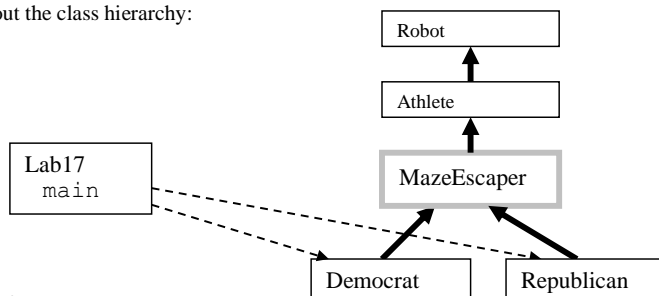 out the class hierarchy:
Robot
Athlete
Lab17
main
MazeEscaper
Democrat
Republican